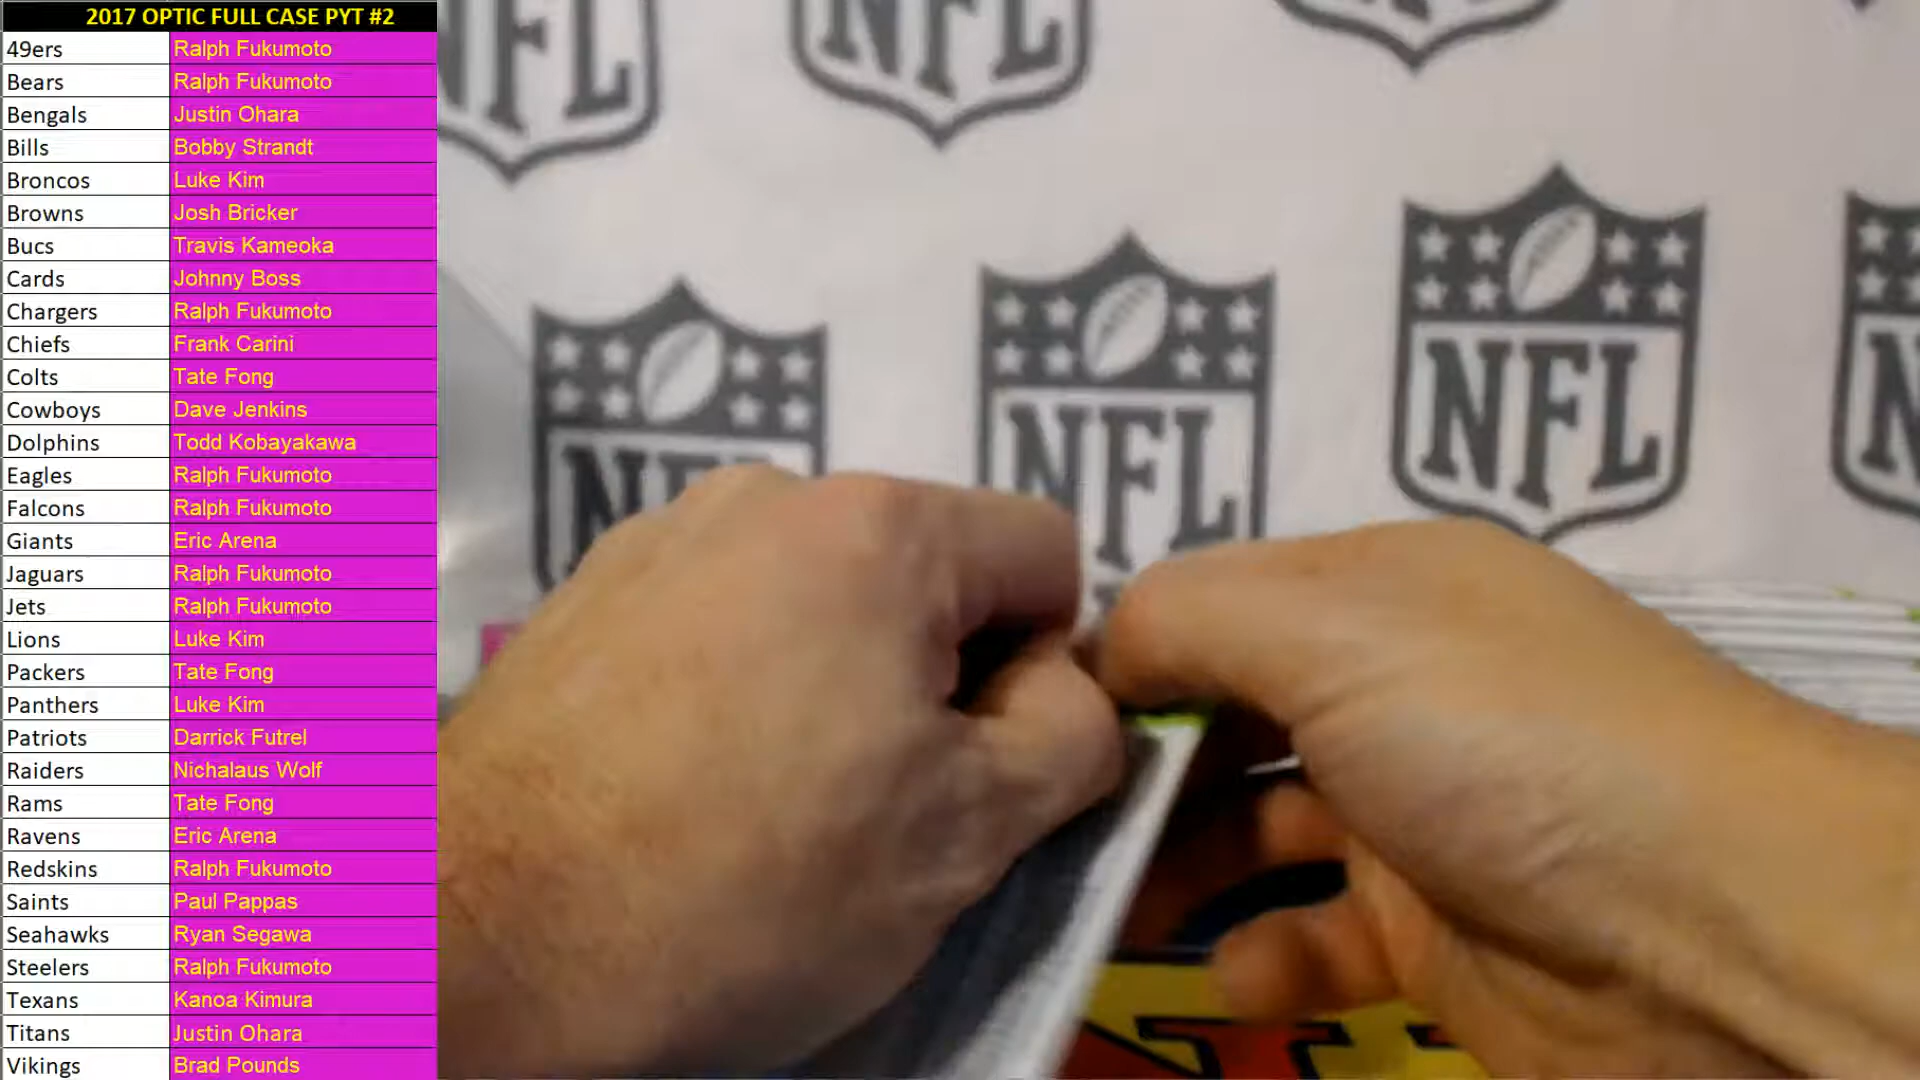 2017 OPTIC FULL CASE PYT #2
49ers Ralph Fukumoto
Bears Ralph Fukumoto
Bengals Justin Ohara
Bills Bobby Strandt
Broncos Luke Kim
Browns Josh Bricker
Bucs Travis Kameoka
Cards Johnny Boss
Chargers Ralph Fukumoto
Chiefs Frank Carini
Colts Tate Fong
Cowboys Dave Jenkins
Dolphins Todd Kobayakawa
Eagles Ralph Fukumoto
Falcons Ralph Fukumoto
Giants Eric Arena
Jaguars Ralph Fukumoto
Jets Ralph Fukumoto
Lions Luke Kim
Packers Tate Fong
Panthers Luke Kim
Patriots Darrick Futrel
Raiders Nichalaus Wolf
Rams Tate Fong
Ravens Eric Arena
Redskins Ralph Fukumoto
Saints Paul Pappas
Seahawks Ryan Segawa
Steelers Ralph Fukumoto
Texans Kanoa Kimura
Titans Justin Ohara
Vikings Brad Pounds
NFL
NFL
NFL
NFL